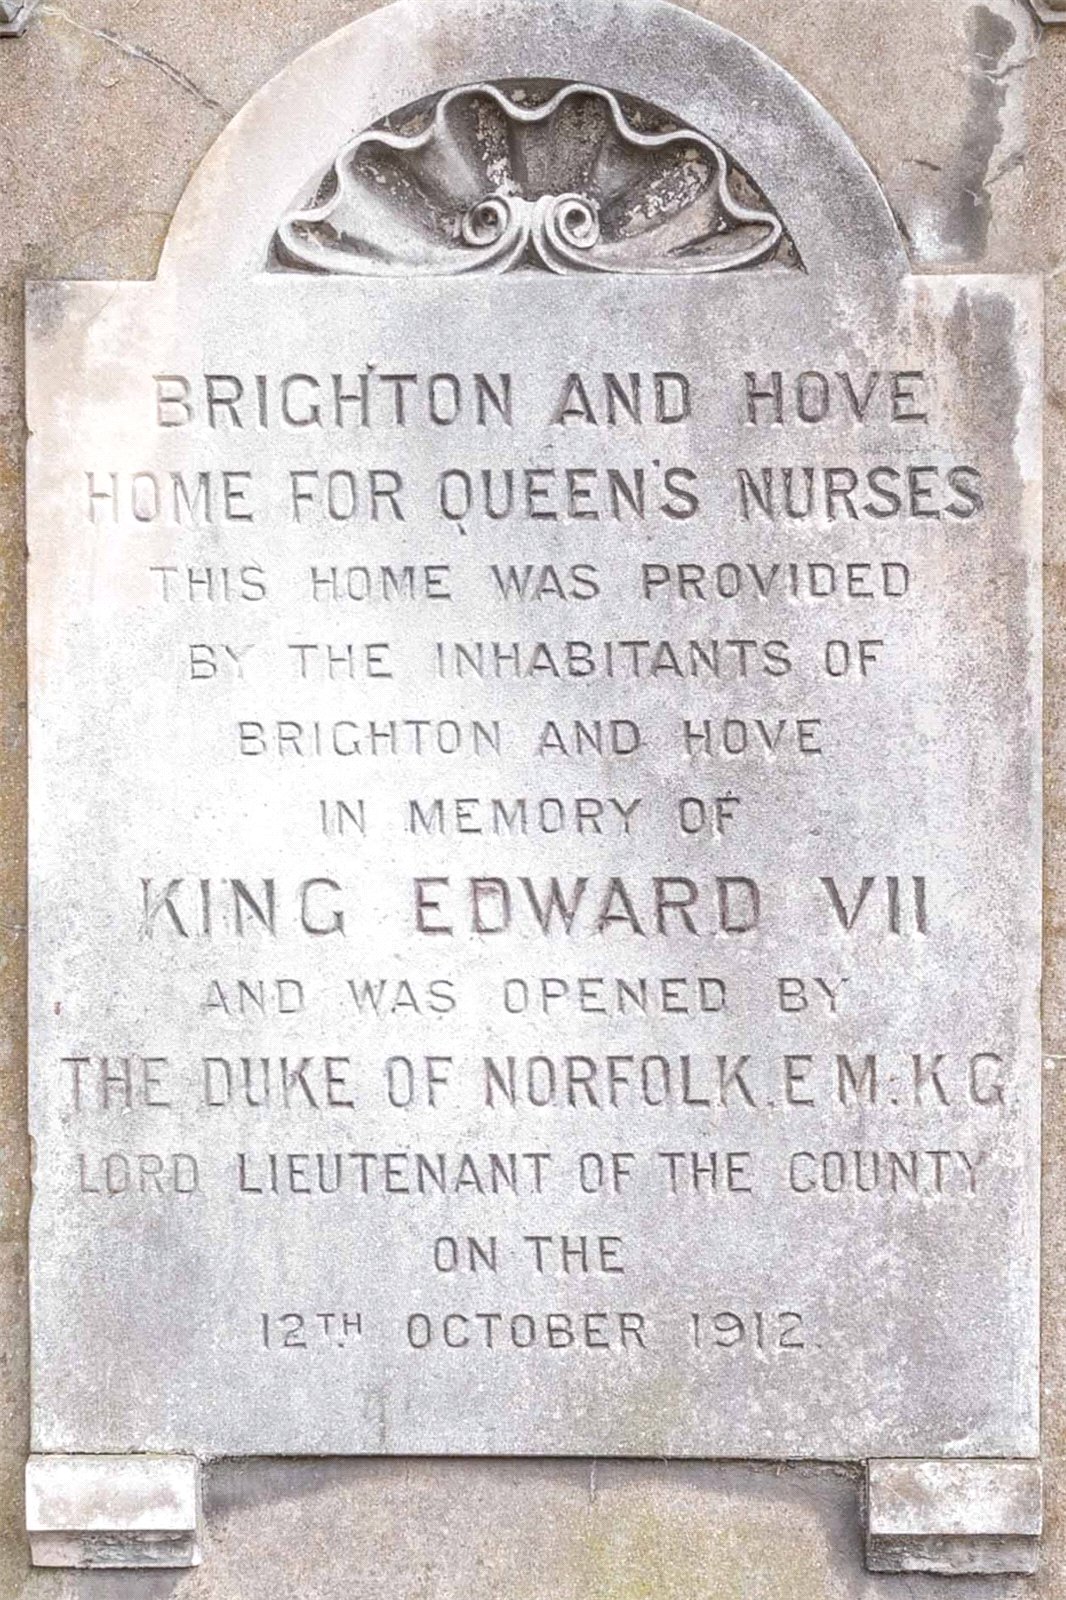 BRIGHTON AND HOVE
HOME FOR QUEEN'S NURSES
THIS HOME WAS PROVIDED
BY THE INHABITANTS OF
BRIGHTON AND HOVE
IN MEMORY OF
KING EDWARD VII
AND WAS OPENED BY
THE DUKE OF NORFOLK. E M. K G
LORD LIEUTENANT OF THE COUNTY
ON THE
12TH OCTOBER 1912.